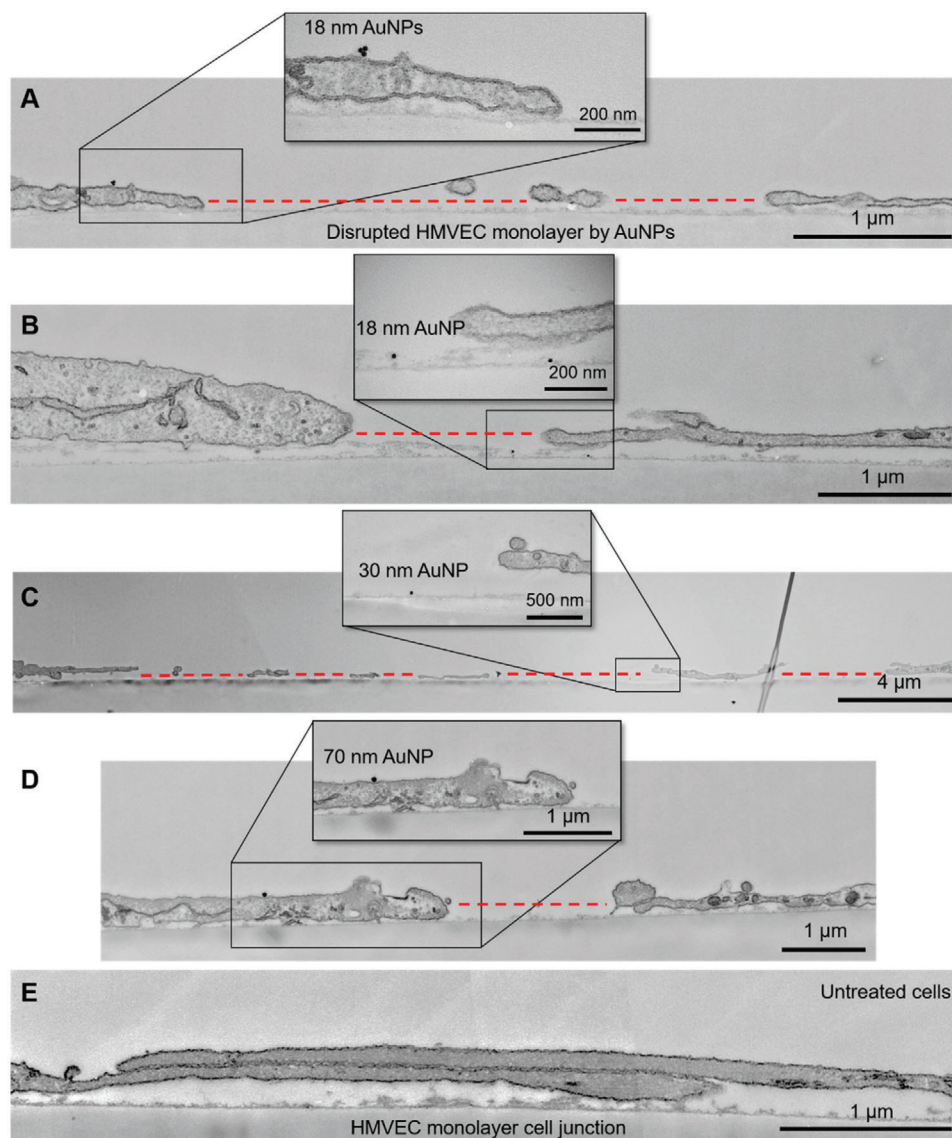 18 nm AuNPs
A
200 nm
1 µm
Disrupted HMVEC monolayer by AuNPs
B
18 nm AuNP
200 nm
1 µm
30 nm AuNP
C
500 nm
4 µm
70 nm AuNP
D
1 µm
1 µm
E
Untreated cells
1 µm
HMVEC monolayer cell junction